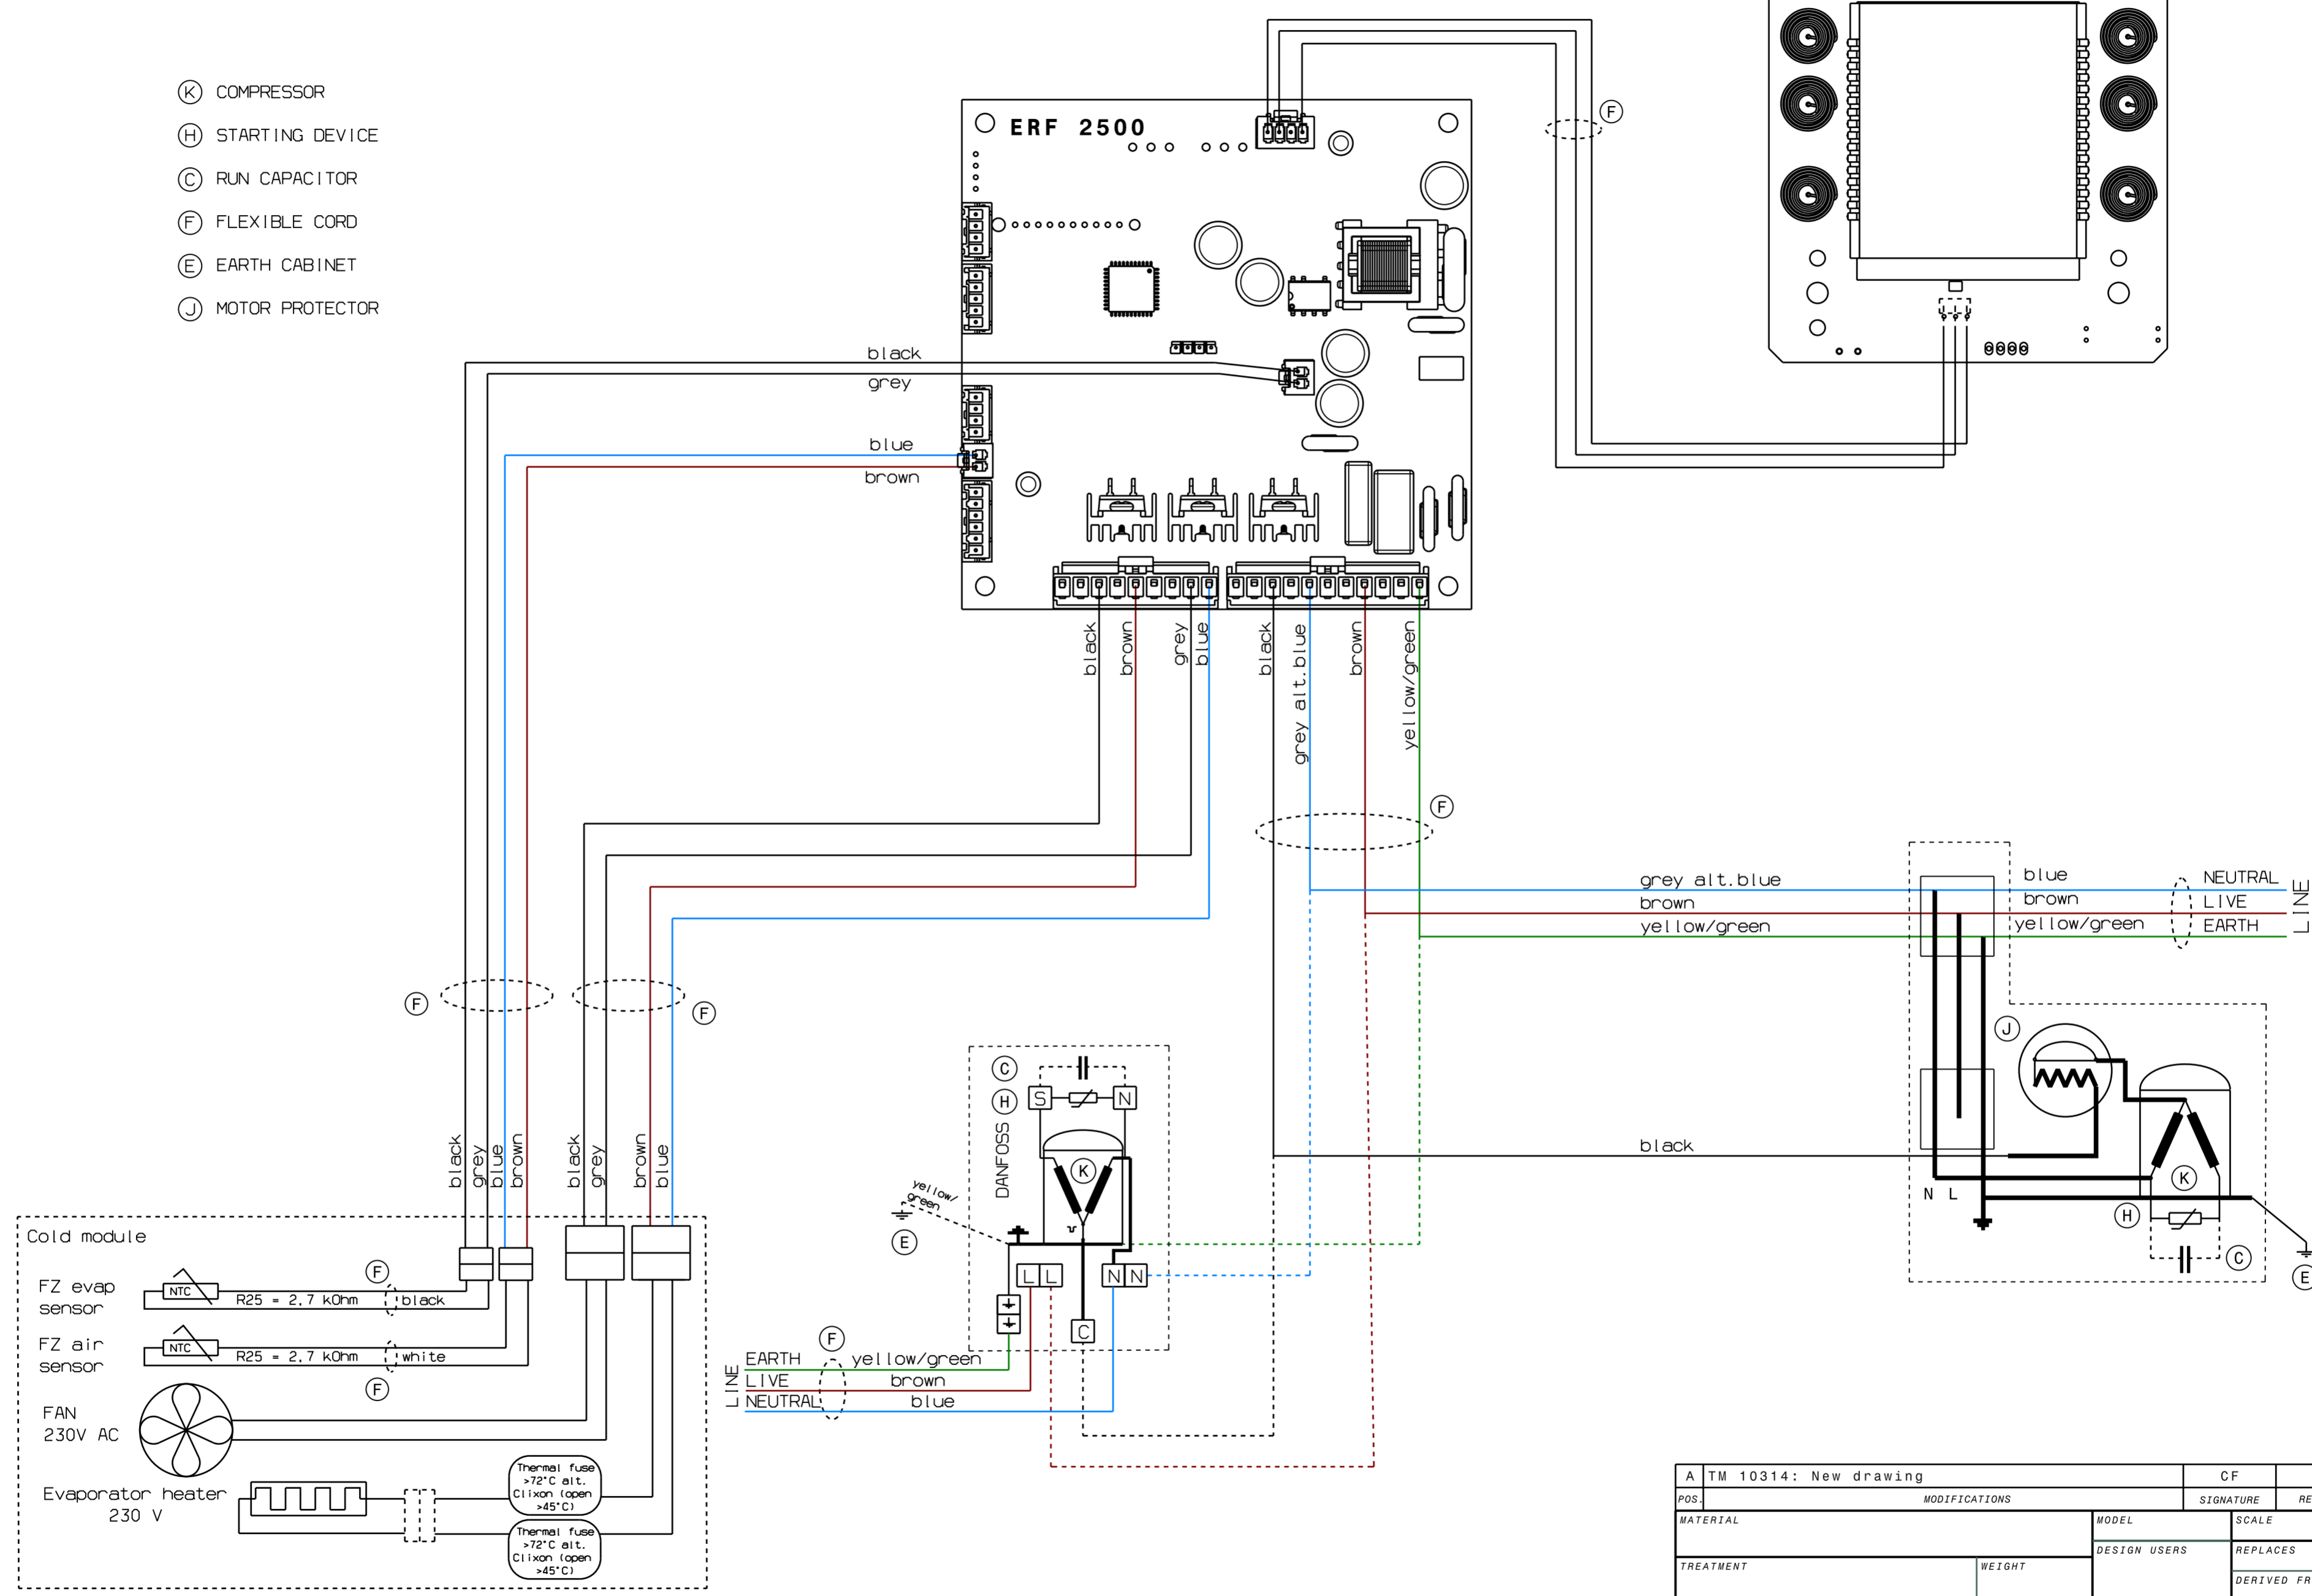 K COMPRESSOR
H STARTING DEVICE
C RUN CAPACITOR
F FLEXIBLE CORD
E EARTH CABINET
J MOTOR PROTECTOR
ERF 2500
F
black
grey
blue
brown
black
brown
grey
blue
black
grey alt.blue
brown
yellow/green
F
grey alt.blue
brown
yellow/green
blue
brown
yellow/green
NEUTRAL
LIVE
EARTH
LINE
F
F
J
black
N L
K
H
C
E
black
grey
blue
brown
black
grey
brown
blue
C
H
S
N
DANFOSS
K
yellow/
green
E
L L
N N
C
F
LINE
EARTH yellow/green
LIVE brown
NEUTRAL blue
Cold module
FZ evap
sensor
NTC
R25 = 2,7 kOhm
F
black
FZ air
sensor
NTC
R25 = 2,7 kOhm
white
F
FAN
230V AC
Evaporator heater
230 V
Thermal fuse
>72°C alt.
Clixon (open
>45°C)
Thermal fuse
>72°C alt.
Clixon (open
>45°C)
A TM 10314: New drawing CF
POS. MODIFICATIONS SIGNATURE RE
MATERIAL MODEL SCALE
DESIGN USERS REPLACES
TREATMENT WEIGHT
DERIVED FR